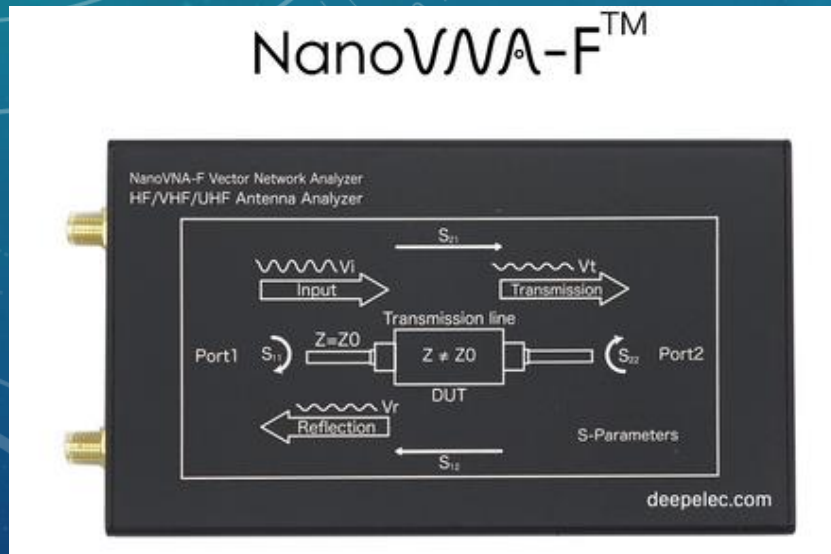 NanoVNA-F™
NanoVNA-F Vector Network Analyzer
HF/VHF/UHF Antenna Analyzer
S₂₁
Vi
Vt
Input
Transmission
Transmission line
Z=Z0
Port1
S₁₁
Z ≠ Z0
S₂₂
Port2
DUT
Vr
Reflection
S-Parameters
S₁₂
deepelec.com